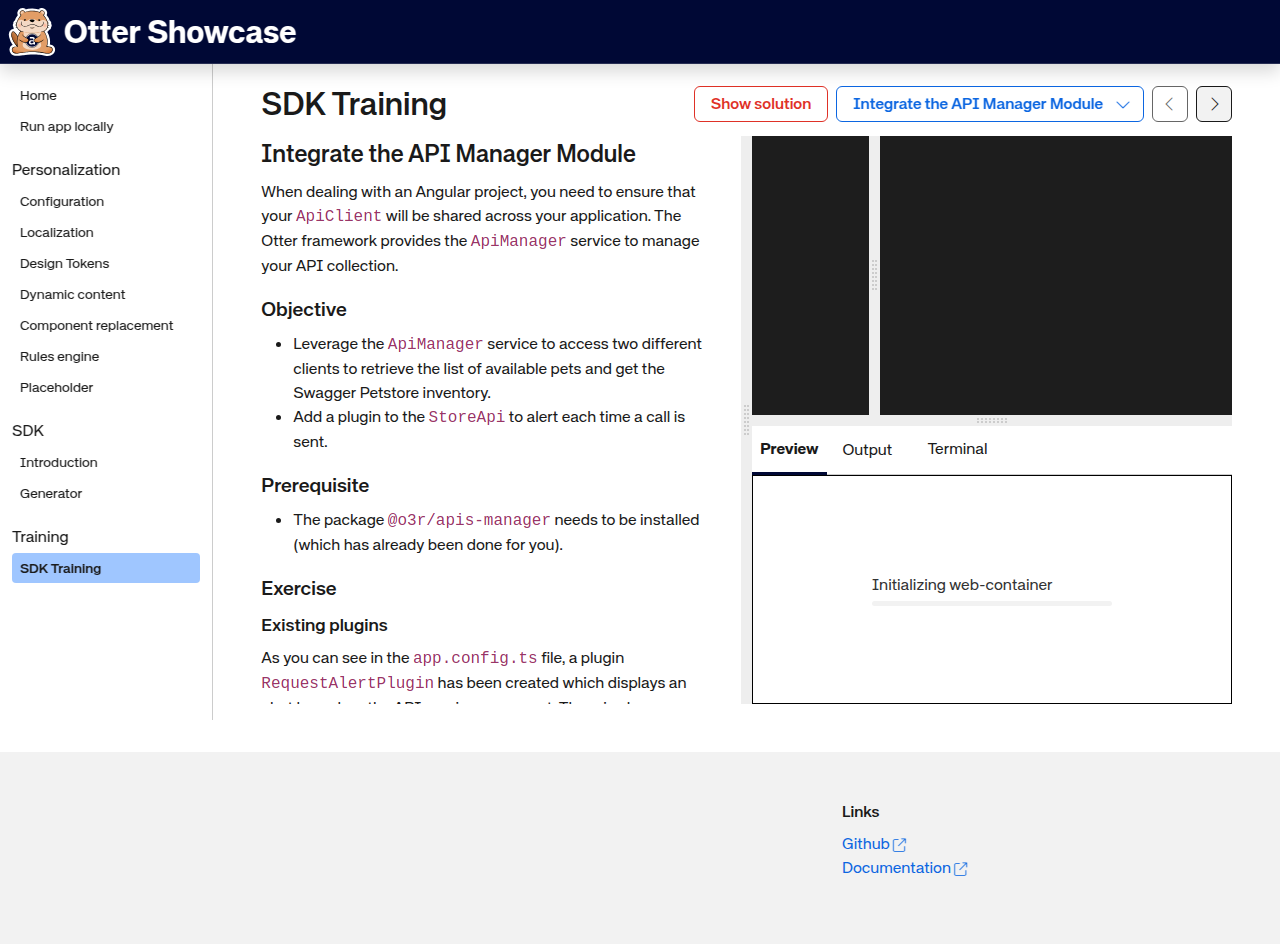 Otter Showcase
Home
Run app locally
Personalization
Configuration
Localization
Design Tokens
Dynamic content
Component replacement
Rules engine
Placeholder
SDK
Introduction
Generator
Training
SDK Training
SDK Training
Show solution
Integrate the API Manager Module
Integrate the API Manager Module
When dealing with an Angular project, you need to ensure that
your ApiClient will be shared across your application. The
Otter framework provides the ApiManager service to manage
your API collection.
Objective
Leverage the ApiManager service to access two different
clients to retrieve the list of available pets and get the
Swagger Petstore inventory.
Add a plugin to the StoreApi to alert each time a call is
sent.
Prerequisite
The package @o3r/apis-manager needs to be installed
(which has already been done for you).
Exercise
Existing plugins
As you can see in the app.config.ts file, a plugin
RequestAlertPlugin has been created which displays an
Preview
Output
Terminal
Initializing web-container
Links
Github
Documentation